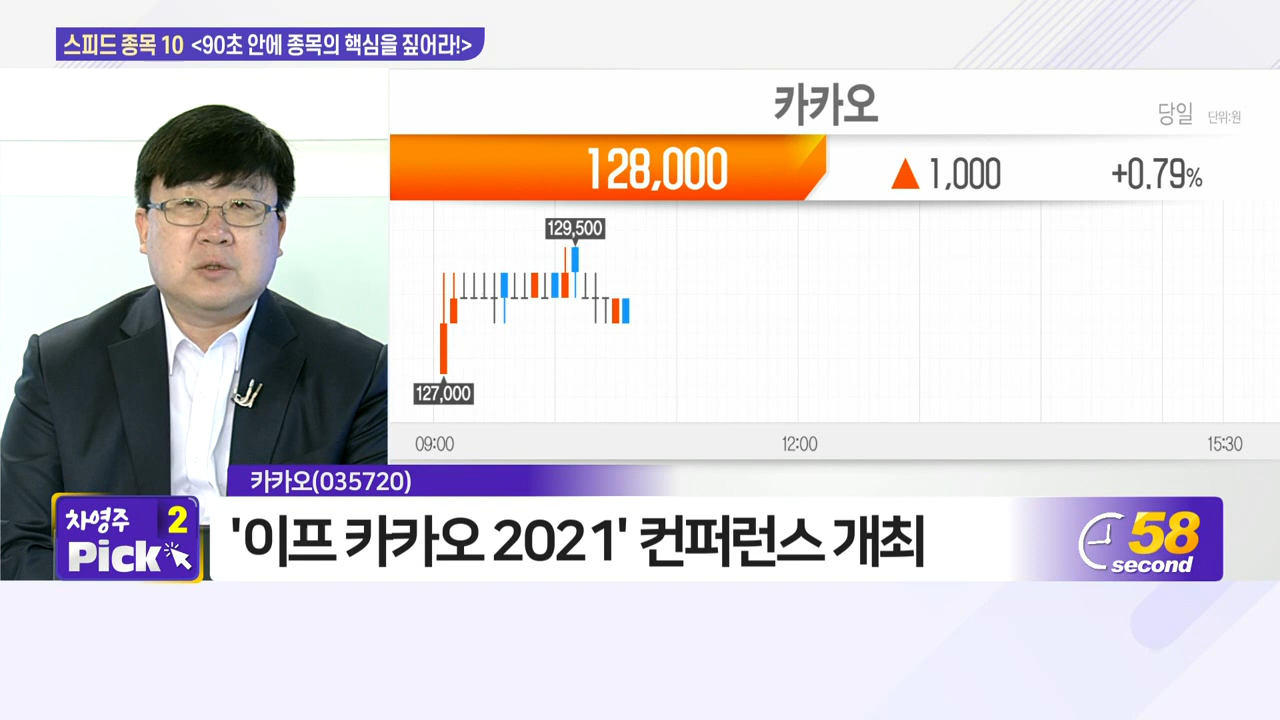 스피드 종목 10 <90초 안에 종목의 핵심을 짚어라!>
카카오
당일 단위:원
128,000 ▲ 1,000 +0.79%
129,500
127,000
09:00 12:00 15:30
카카오(035720)
차영주 2
Pick
'이프 카카오 2021' 컨퍼런스 개최
58
second